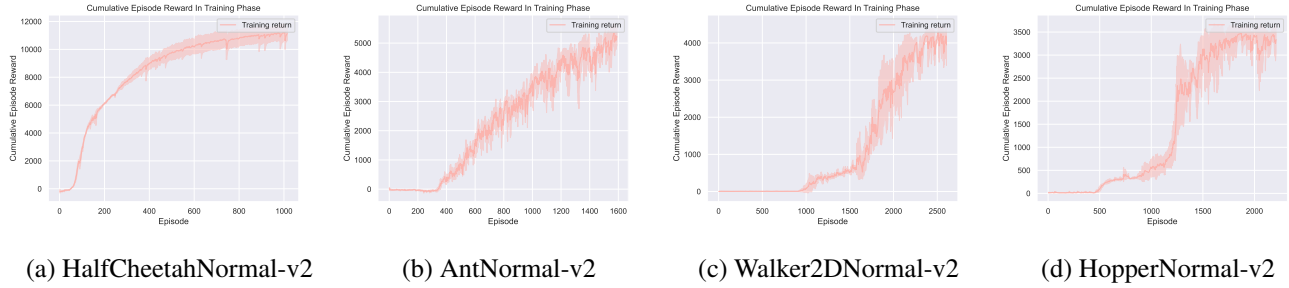 Cumulative Episode Reward In Training Phase
Training return
12000
10000
8000
6000
4000
2000
0
Cumulative Episode Reward
0 200 400 600 800 1000
Episode
(a) HalfCheetahNormal-v2
Cumulative Episode Reward In Training Phase
Training return
5000
4000
3000
2000
1000
0
Cumulative Episode Reward
0 200 400 600 800 1000 1200 1400 1600
Episode
(b) AntNormal-v2
Cumulative Episode Reward In Training Phase
Training return
4000
3000
2000
1000
0
Cumulative Episode Reward
0 500 1000 1500 2000 2500
Episode
(c) Walker2DNormal-v2
Cumulative Episode Reward In Training Phase
Training return
3500
3000
2500
2000
1500
1000
500
0
Cumulative Episode Reward
0 500 1000 1500 2000
Episode
(d) HopperNormal-v2